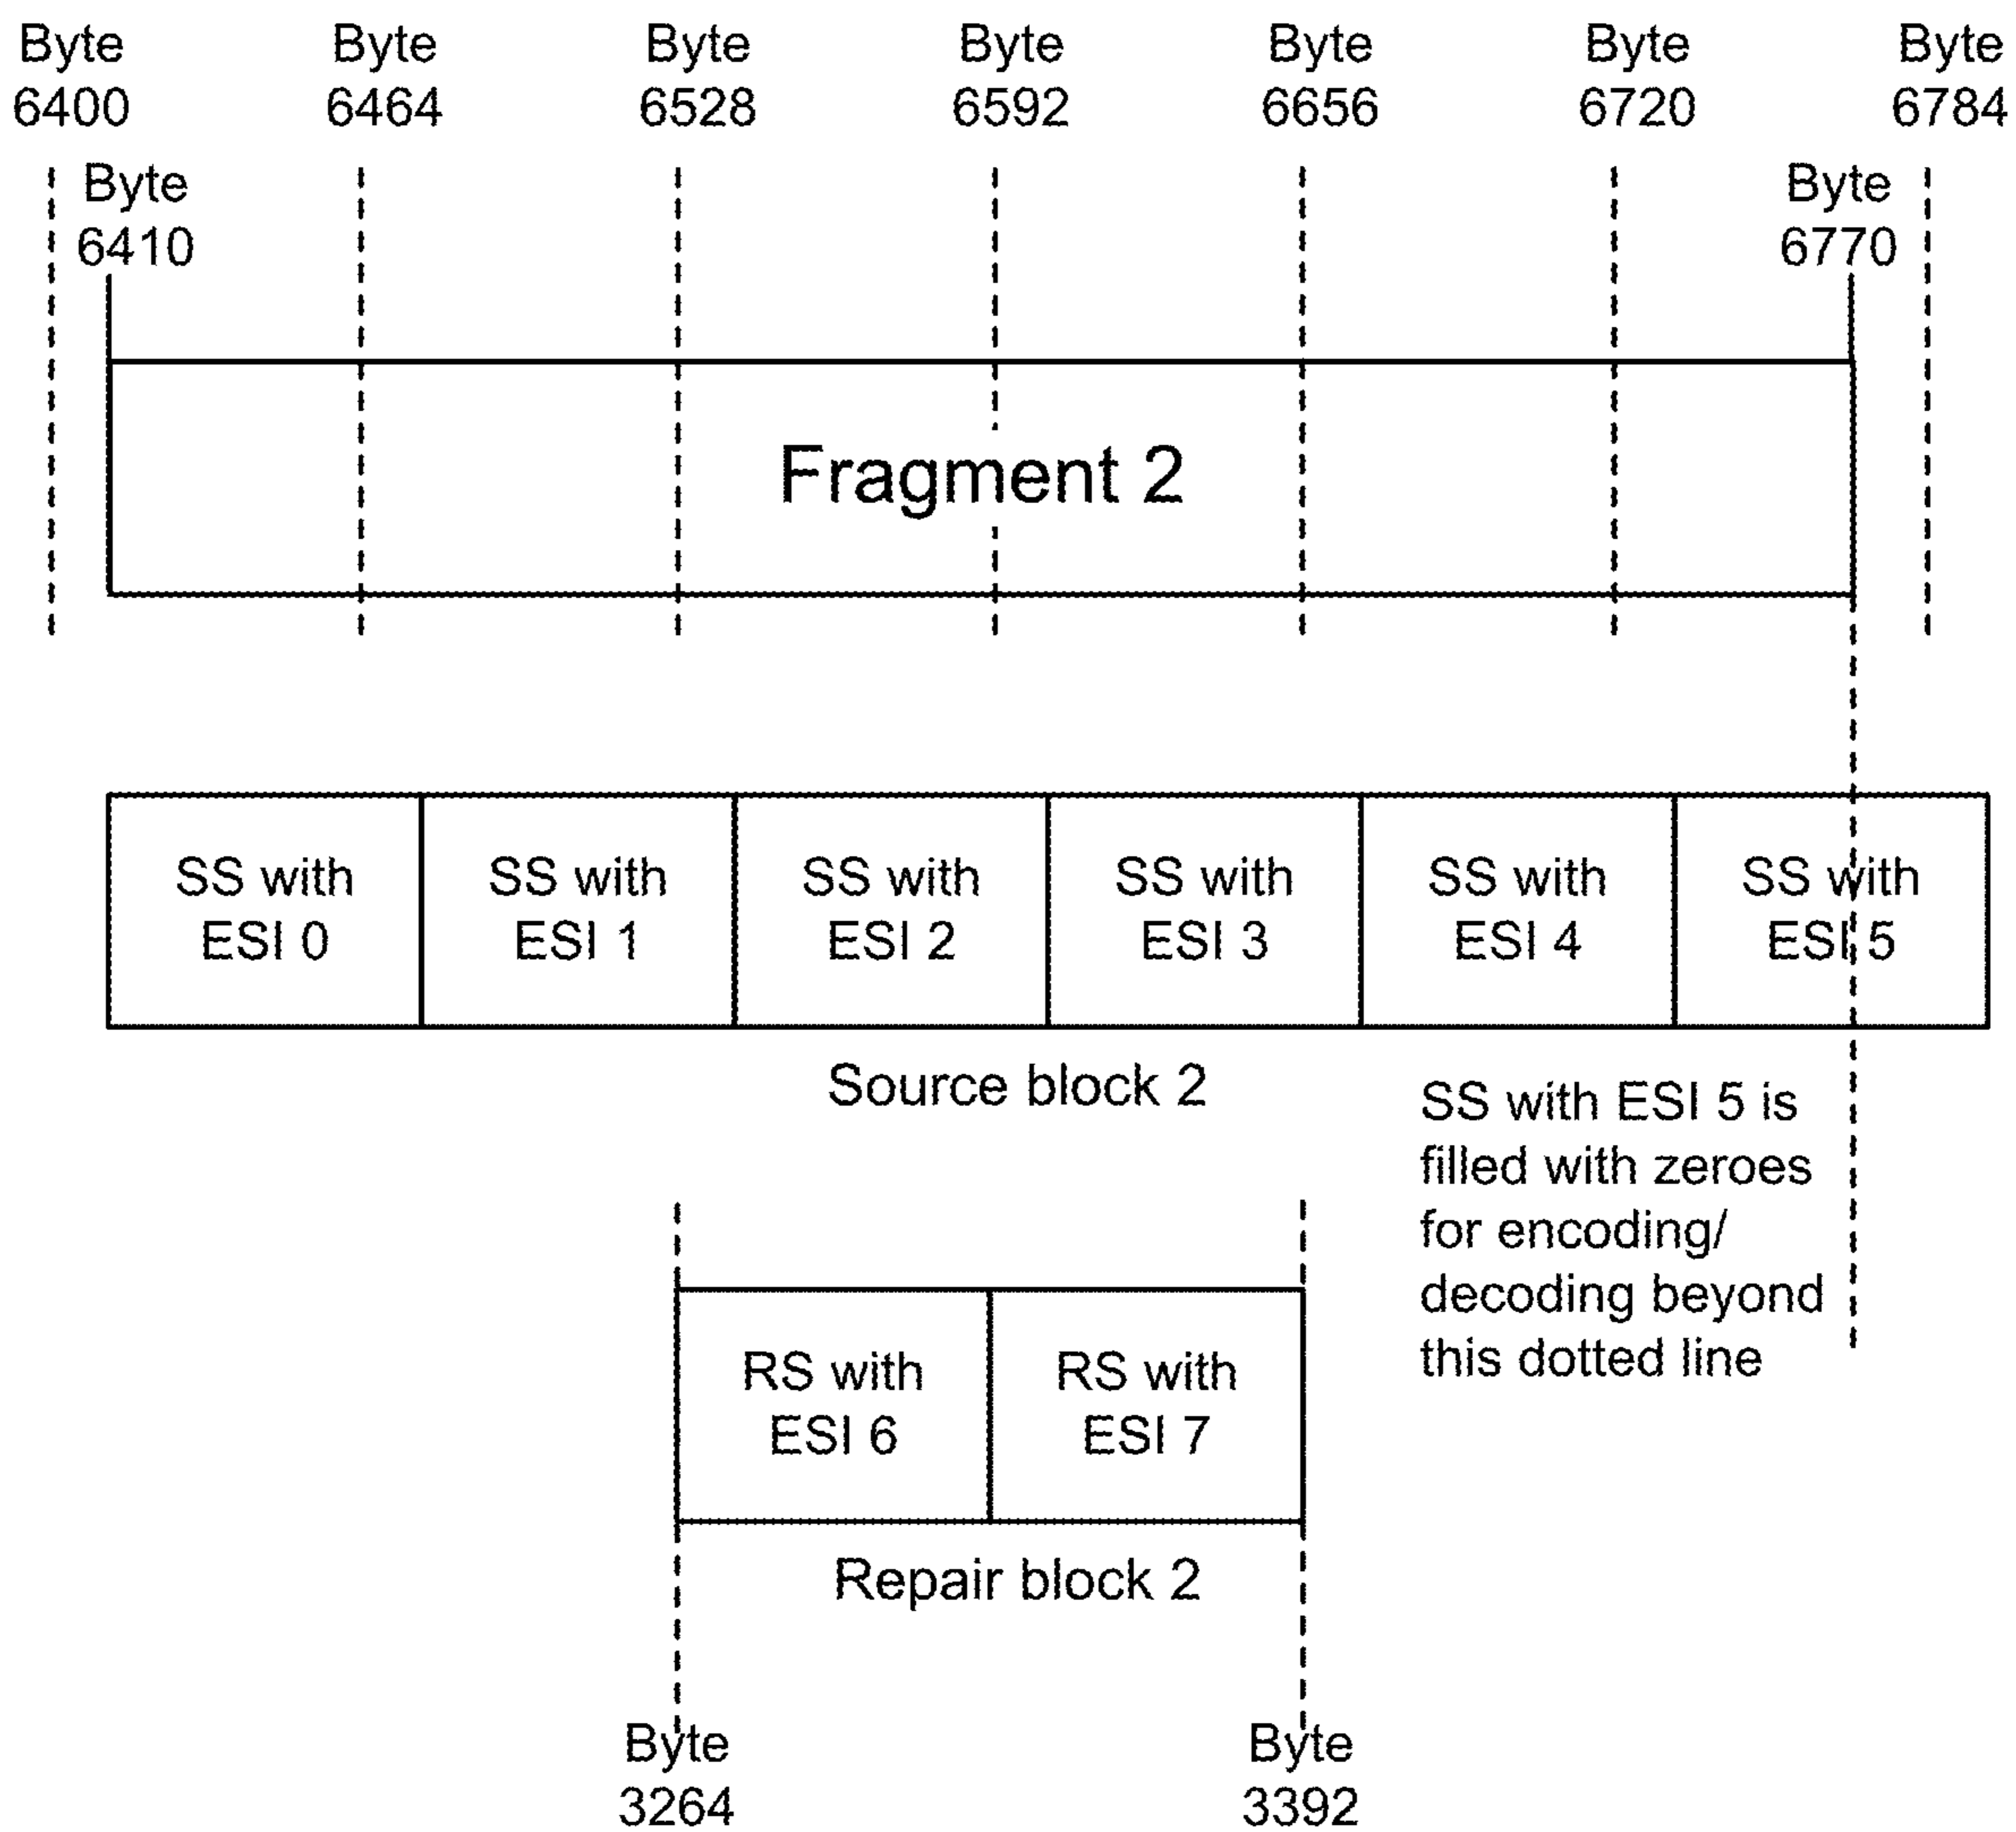 Byte Byte Byte Byte Byte Byte Byte
6400 6464 6528 6592 6656 6720 6784
Byte Byte
6410 6770
Fragment 2
SS with
ESI 0
SS with
ESI 1
SS with
ESI 2
SS with
ESI 3
SS with
ESI 4
SS with
ESI 5
Source block 2
SS with ESI 5 is
filled with zeroes
for encoding/
decoding beyond
this dotted line
RS with
ESI 6
RS with
ESI 7
Repair block 2
Byte Byte
3264 3392